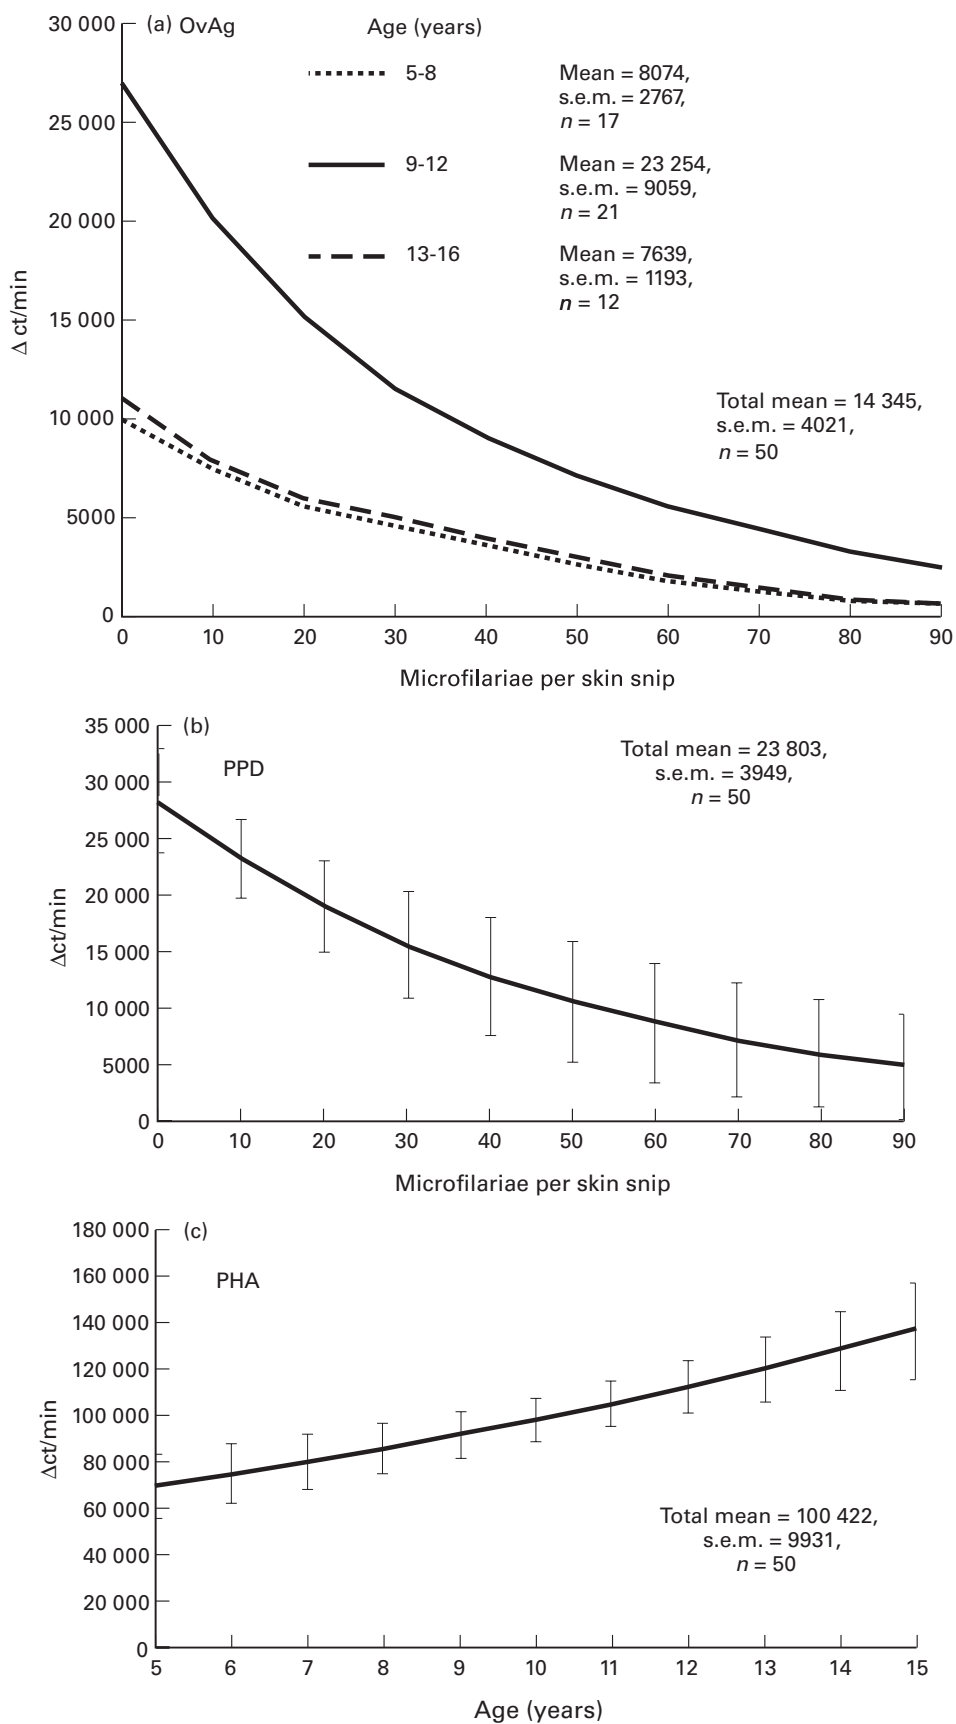 (a) OvAg
Age (years)
5-8
Mean = 8074,
s.e.m. = 2767,
n = 17
9-12
Mean = 23 254,
s.e.m. = 9059,
n = 21
13-16
Mean = 7639,
s.e.m. = 1193,
n = 12
Total mean = 14 345,
s.e.m. = 4021,
n = 50
Δ ct/min
30 000
25 000
20 000
15 000
10 000
5000
0
0 10 20 30 40 50 60 70 80 90
Microfilariae per skin snip
(b)
PPD
Total mean = 23 803,
s.e.m. = 3949,
n = 50
Δct/min
35 000
30 000
25 000
20 000
15 000
10 000
5000
0
0 10 20 30 40 50 60 70 80 90
Microfilariae per skin snip
(c)
PHA
Total mean = 100 422,
s.e.m. = 9931,
n = 50
Δct/min
180 000
160 000
140 000
120 000
100 000
80 000
60 000
40 000
20 000
0
5 6 7 8 9 10 11 12 13 14 15
Age (years)